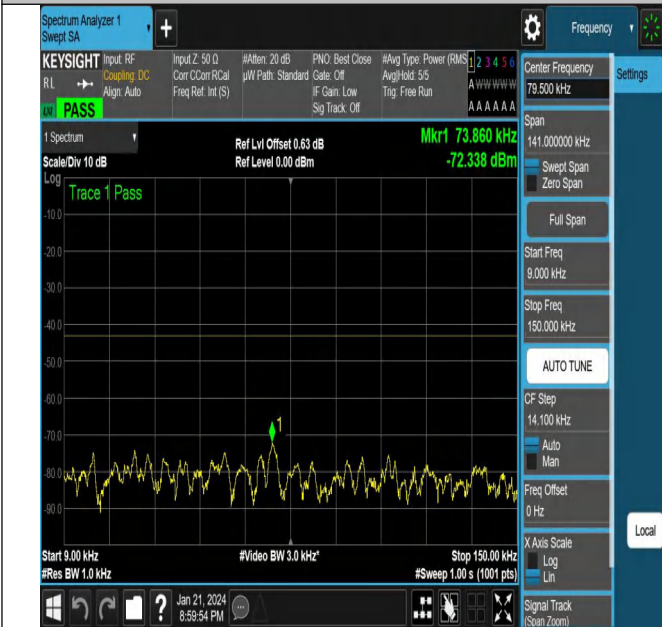 Spectrum Analyzer 1
Swept SA
Frequency
KEYSIGHT
RL
Input: RF
Coupling: DC
Align: Auto
Input Z: 50 Ω
Corr CCorr RCal
Freq Ref: Int (S)
#Atten: 20 dB
µW Path: Standard
PNO: Best Close
Gate: Off
IF Gain: Low
Sig Track: Off
#Avg Type: Power (RMS
Avg|Hold: 5/5
Trig: Free Run
1 2 3 4 5 6
A W W W W W
A A A A A A
PASS
1 Spectrum
Scale/Div 10 dB
Ref Lvl Offset 0.63 dB
Ref Level 0.00 dBm
Mkr1 73.860 kHz
-72.338 dBm
Log
Trace 1 Pass
-10.0
-20.0
-30.0
-40.0
-50.0
-60.0
-70.0
-80.0
-90.0
1
Start 9.00 kHz
#Res BW 1.0 kHz
#Video BW 3.0 kHz*
Stop 150.00 kHz
#Sweep 1.00 s (1001 pts)
Jan 21, 2024
8:59:54 PM
Center Frequency
79.500 kHz
Settings
Span
141.000000 kHz
Swept Span
Zero Span
Full Span
Start Freq
9.000 kHz
Stop Freq
150.000 kHz
AUTO TUNE
CF Step
14.100 kHz
Auto
Man
Freq Offset
0 Hz
X Axis Scale
Log
Lin
Local
Signal Track
(Span Zoom)